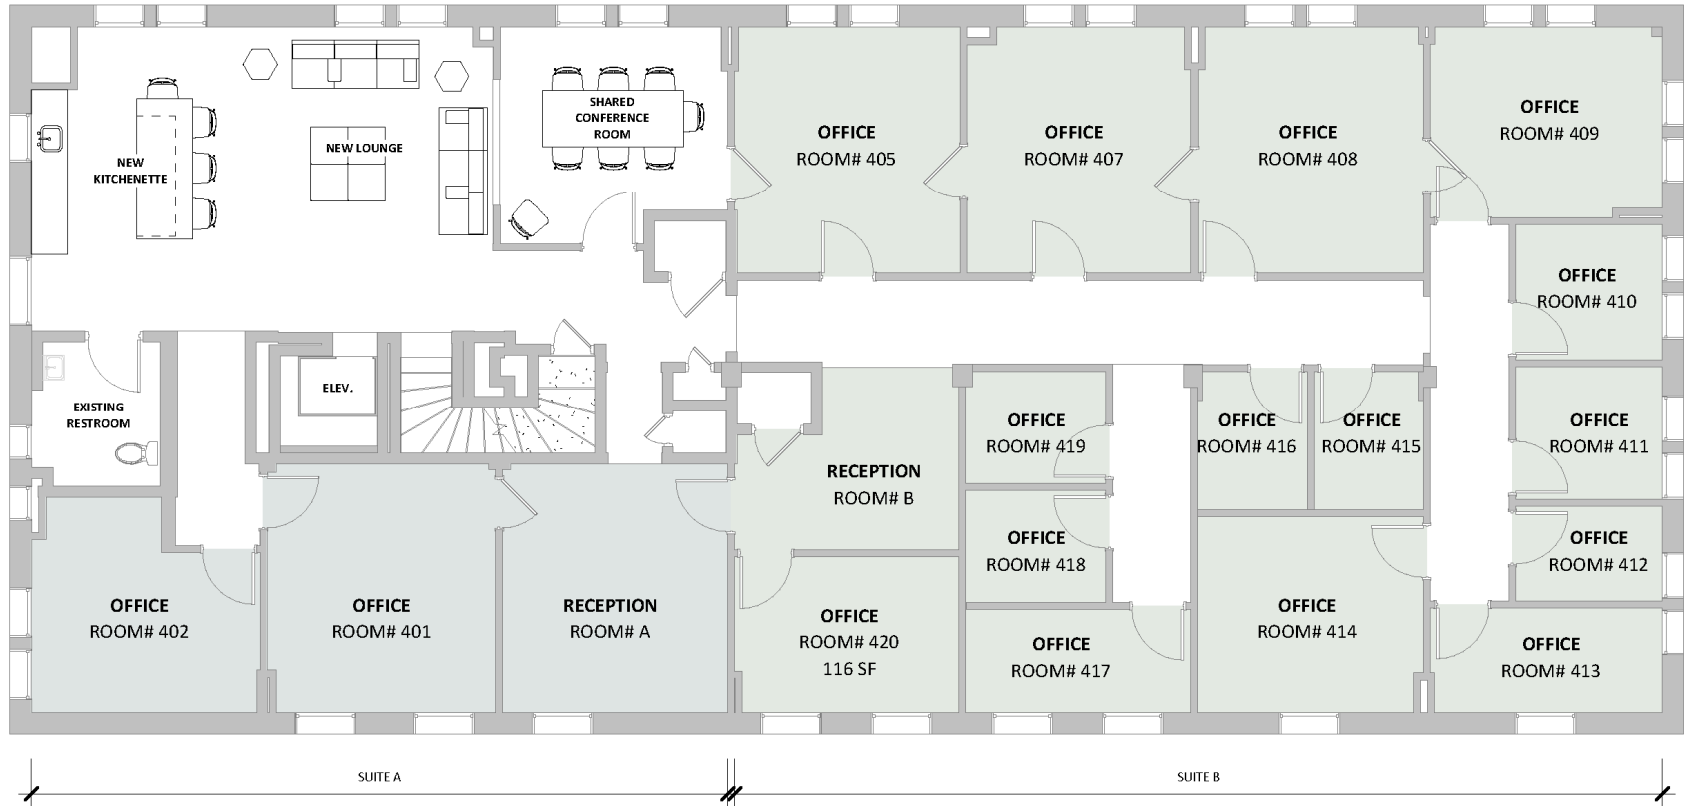 NEW
KITCHENETTE
NEW LOUNGE
SHARED
CONFERENCE
ROOM
OFFICE
ROOM# 405
OFFICE
ROOM# 407
OFFICE
ROOM# 408
OFFICE
ROOM# 409
OFFICE
ROOM# 410
EXISTING
RESTROOM
ELEV.
RECEPTION
ROOM# B
OFFICE
ROOM# 419
OFFICE
ROOM# 416
OFFICE
ROOM# 415
OFFICE
ROOM# 411
OFFICE
ROOM# 418
OFFICE
ROOM# 412
OFFICE
ROOM# 402
OFFICE
ROOM# 401
RECEPTION
ROOM# A
OFFICE
ROOM# 420
116 SF
OFFICE
ROOM# 417
OFFICE
ROOM# 414
OFFICE
ROOM# 413
SUITE A
SUITE B